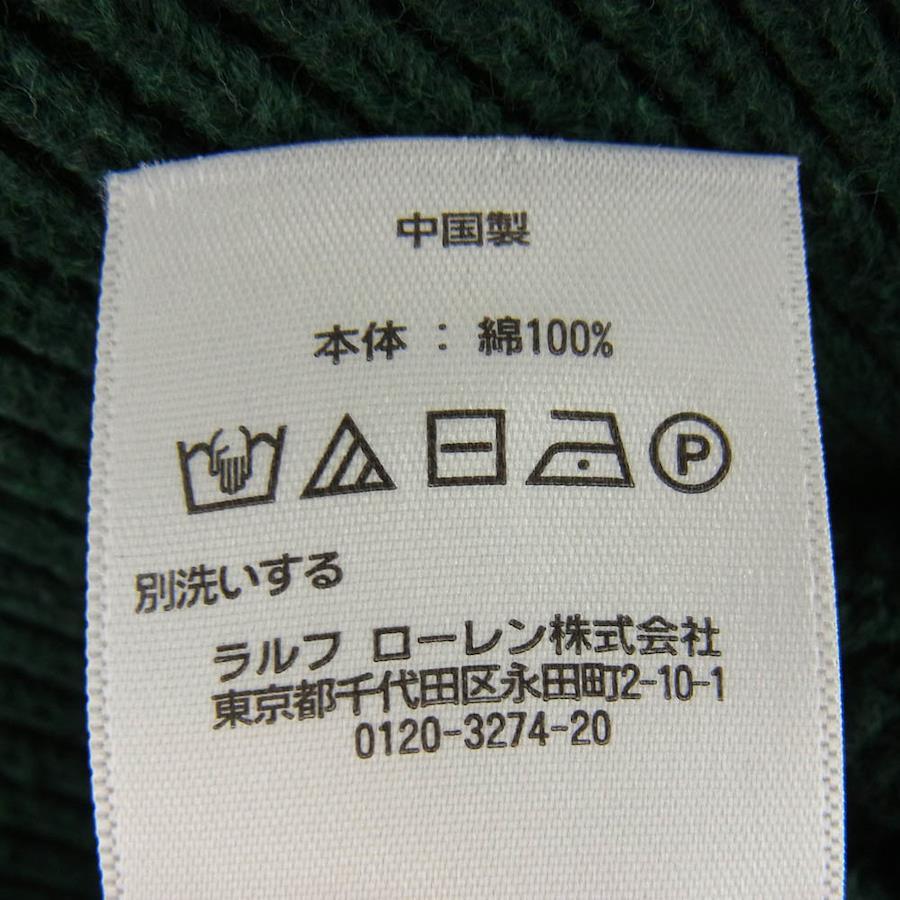 中国製
本体 : 綿100%
P
別洗いする
ラルフ ローレン株式会社
東京都千代田区永田町2-10-1
0120-3274-20